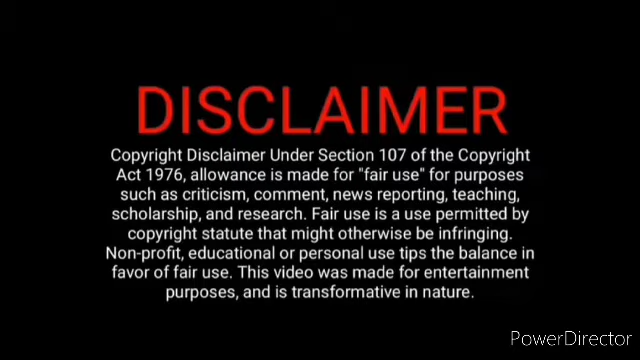 DISCLAIMER
Copyright Disclaimer Under Section 107 of the Copyright
Act 1976, allowance is made for "fair use" for purposes
such as criticism, comment, news reporting, teaching,
scholarship, and research. Fair use is a use permitted by
copyright statute that might otherwise be infringing.
Non-profit, educational or personal use tips the balance in
favor of fair use. This video was made for entertainment
purposes, and is transformative in nature.
PowerDirector